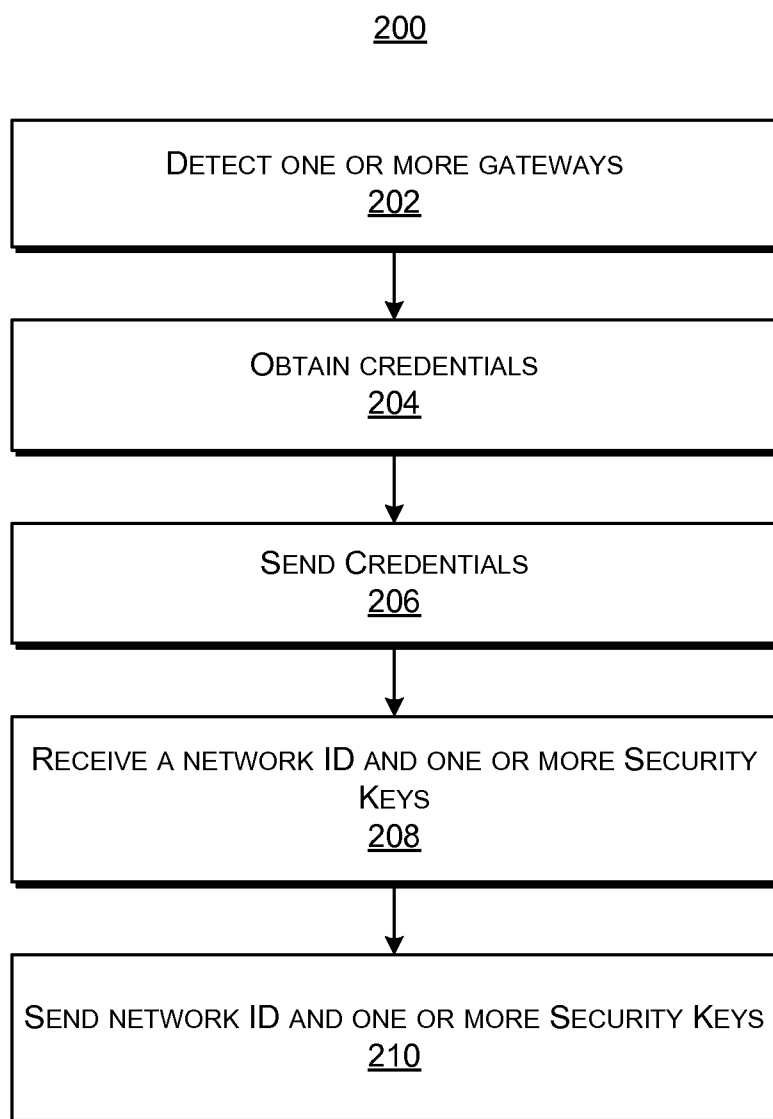 200
DETECT ONE OR MORE GATEWAYS
202
OBTAIN CREDENTIALS
204
SEND CREDENTIALS
206
RECEIVE A NETWORK ID AND ONE OR MORE SECURITY
KEYS
208
SEND NETWORK ID AND ONE OR MORE SECURITY KEYS
210